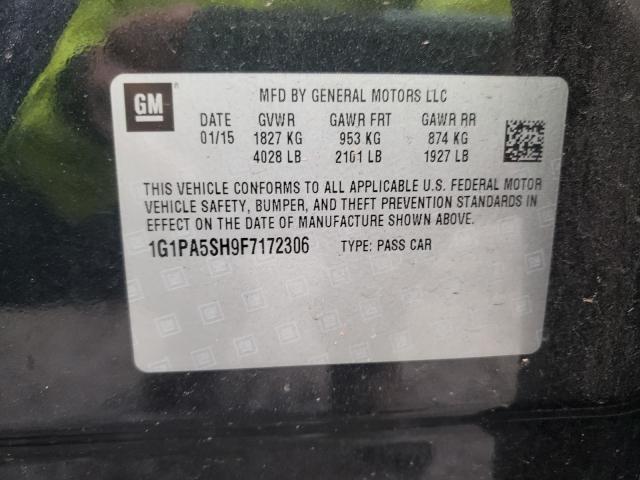 GM ®
MFD BY GENERAL MOTORS LLC
DATE GVWR GAWR FRT GAWR RR
01/15 1827 KG 953 KG 874 KG
4028 LB 2101 LB 1927 LB
THIS VEHICLE CONFORMS TO ALL APPLICABLE U.S. FEDERAL MOTOR
VEHICLE SAFETY, BUMPER, AND THEFT PREVENTION STANDARDS IN
EFFECT ON THE DATE OF MANUFACTURE SHOWN ABOVE.
1G1PA5SH9F7172306 TYPE: PASS CAR